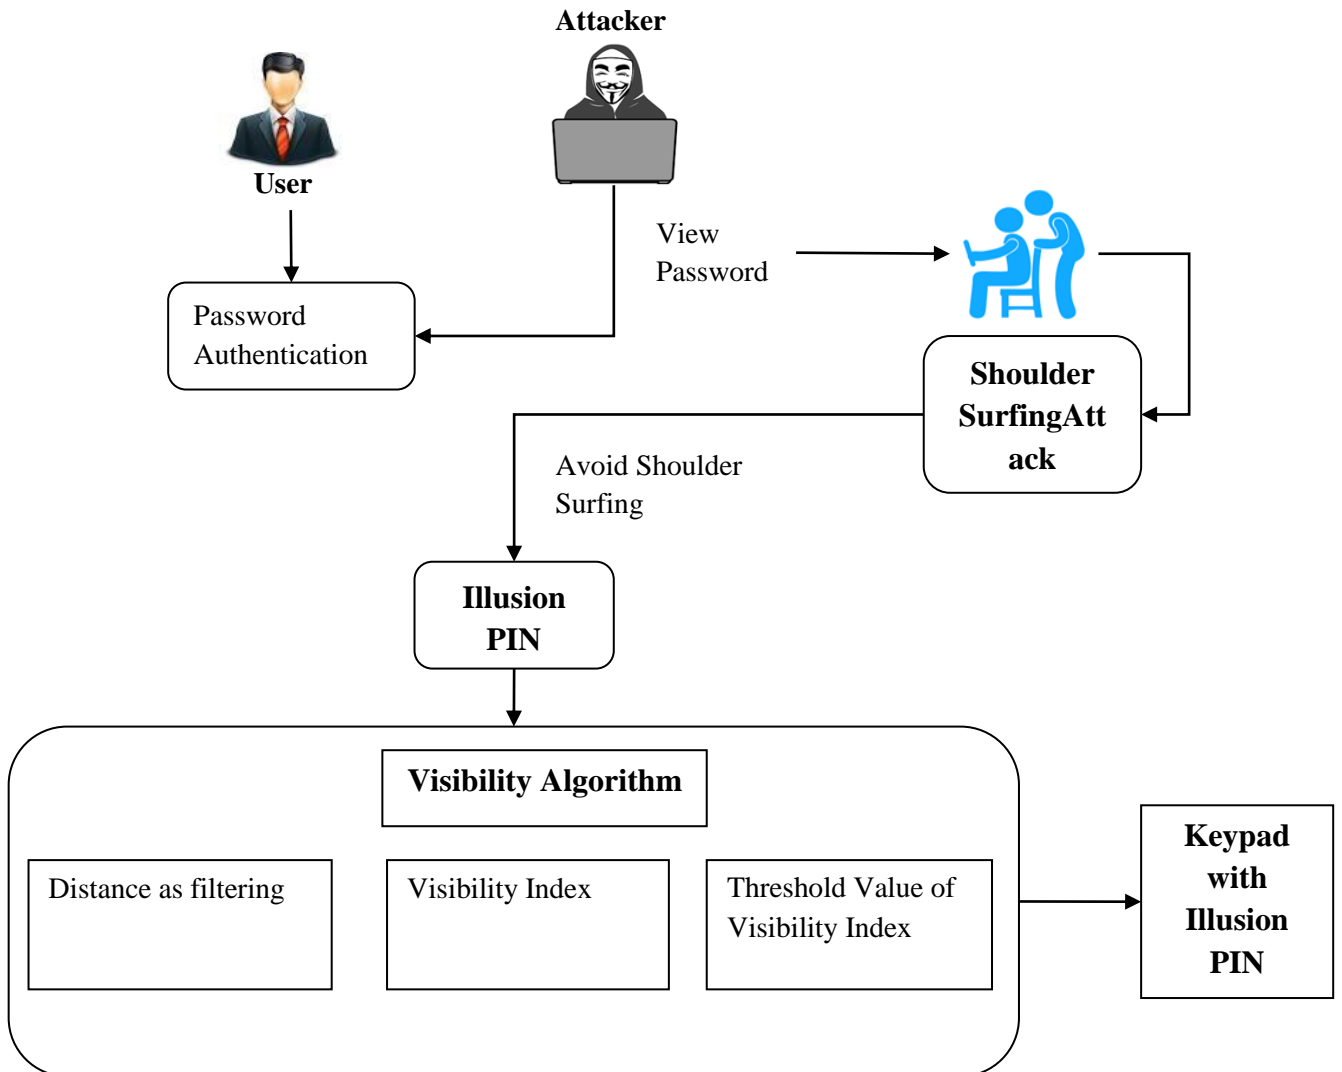 Attacker
User
View
Password
Password
Authentication
Shoulder
SurfingAtt
ack
Avoid Shoulder
Surfing
Illusion
PIN
Visibility Algorithm
Distance as filtering
Visibility Index
Threshold Value of
Visibility Index
Keypad
with
Illusion
PIN